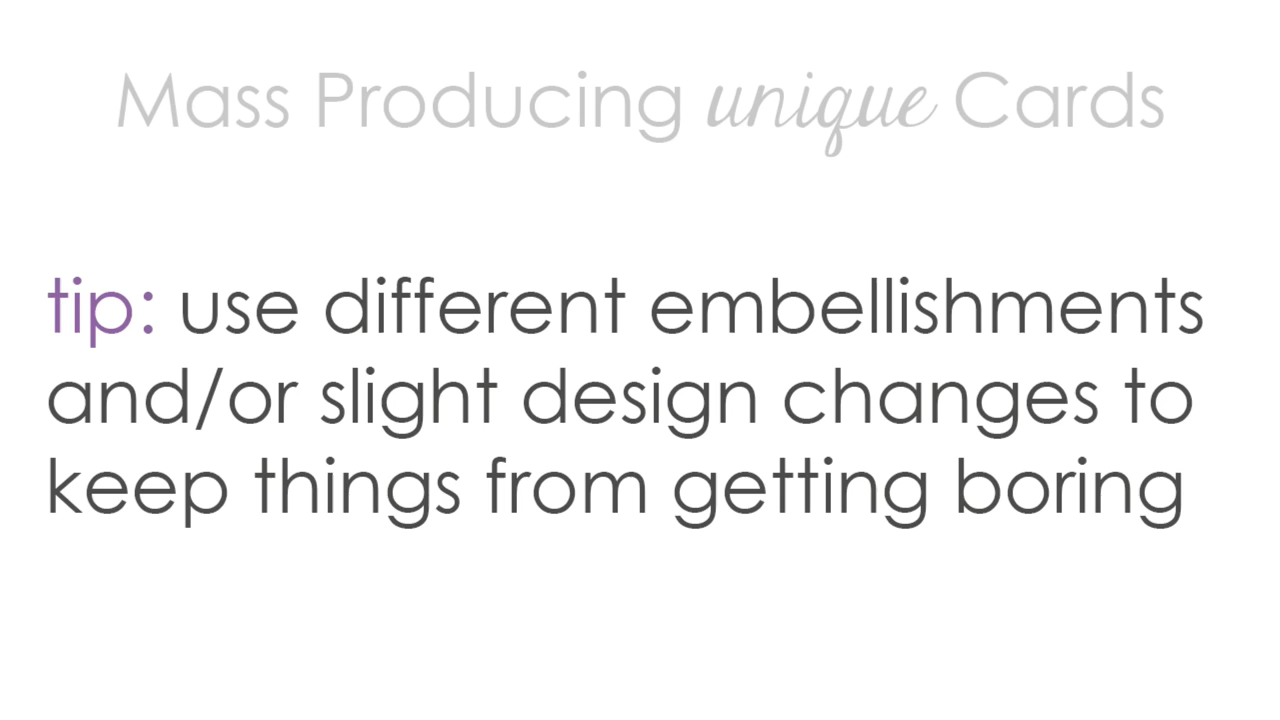 Mass Producing unique Cards
tip: use different embellishments
and/or slight design changes to
keep things from getting boring